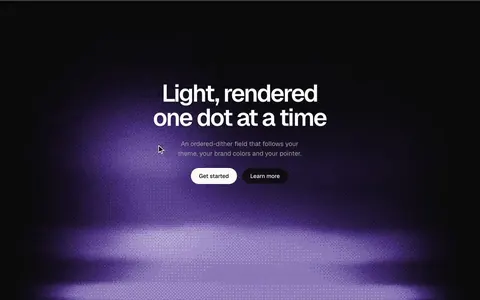 Light, rendered
one dot at a time
An ordered-dither field that follows your
theme, your brand colors and your pointer.
Get started
Learn more